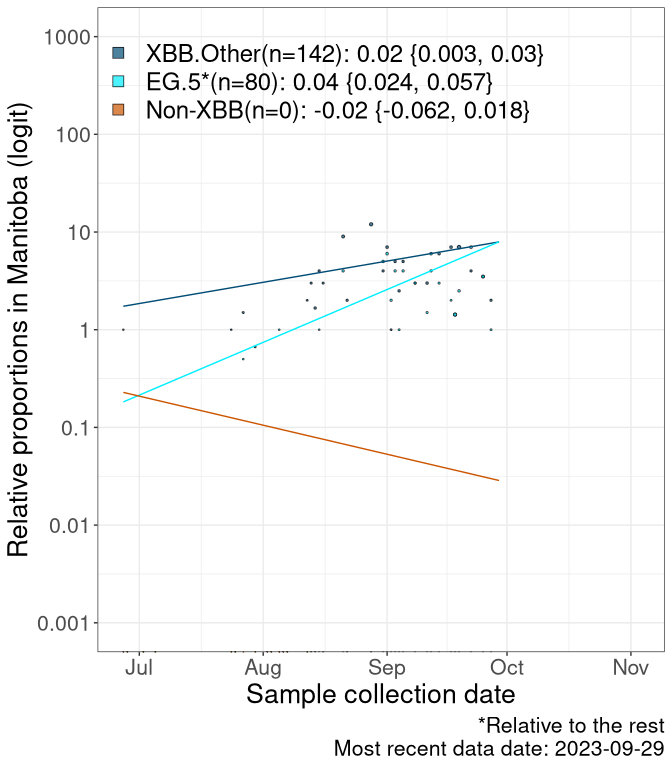 XBB.Other(n=142): 0.02 {0.003, 0.03}
EG.5*(n=80): 0.04 {0.024, 0.057}
Non-XBB(n=0): -0.02 {-0.062, 0.018}
Relative proportions in Manitoba (logit)
1000
100
10
1
0.1
0.01
0.001
Jul Aug Sep Oct Nov
Sample collection date
*Relative to the rest
Most recent data date: 2023-09-29